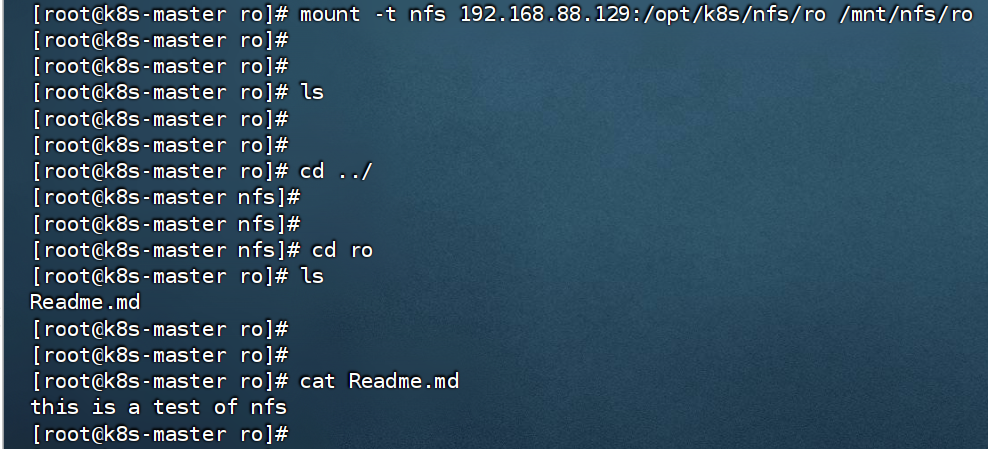 [root@k8s-master ro]# mount -t nfs 192.168.88.129:/opt/k8s/nfs/ro /mnt/nfs/ro
[root@k8s-master ro]#
[root@k8s-master ro]#
[root@k8s-master ro]# ls
[root@k8s-master ro]#
[root@k8s-master ro]#
[root@k8s-master ro]# cd ../
[root@k8s-master nfs]#
[root@k8s-master nfs]#
[root@k8s-master nfs]# cd ro
[root@k8s-master ro]# ls
Readme.md
[root@k8s-master ro]#
[root@k8s-master ro]#
[root@k8s-master ro]# cat Readme.md
this is a test of nfs
[root@k8s-master ro]#